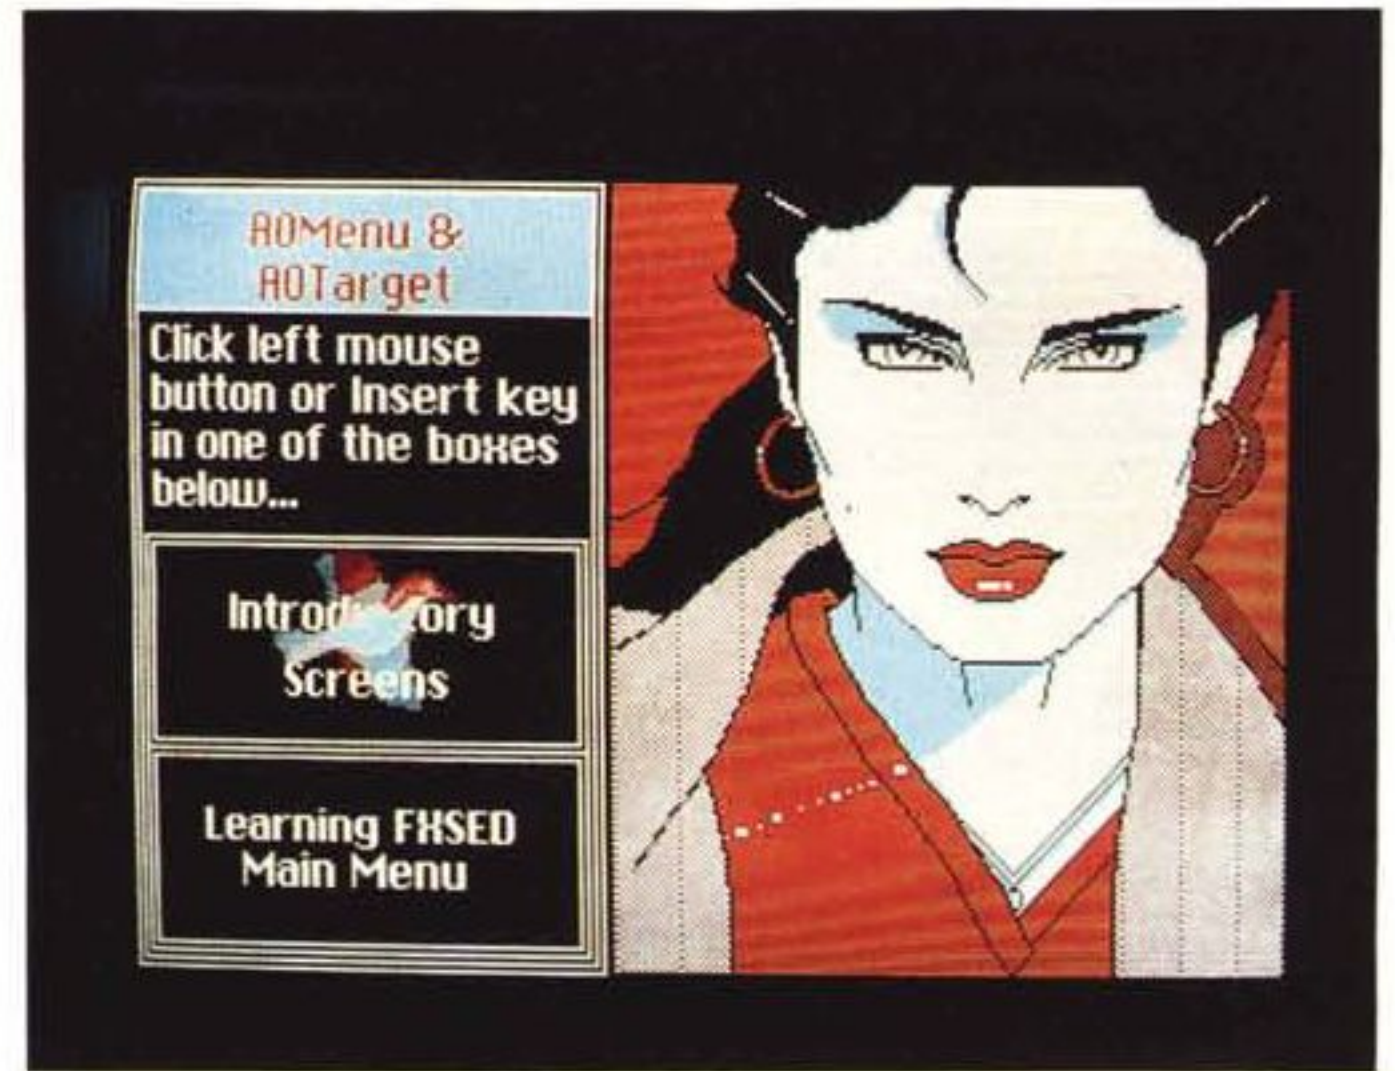 AOMenu &
AOTarget
Click left mouse
button or Insert key
in one of the boxes
below...
Screens
Learning FXSED
Main Menu